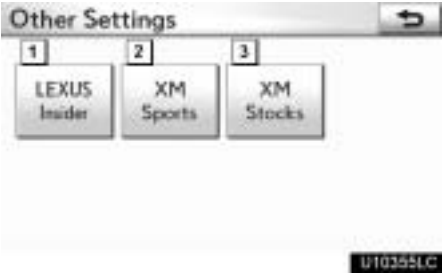 Other Settings
1 2 3
LEXUS Insider
XM Sports
XM Stocks
U10355LC